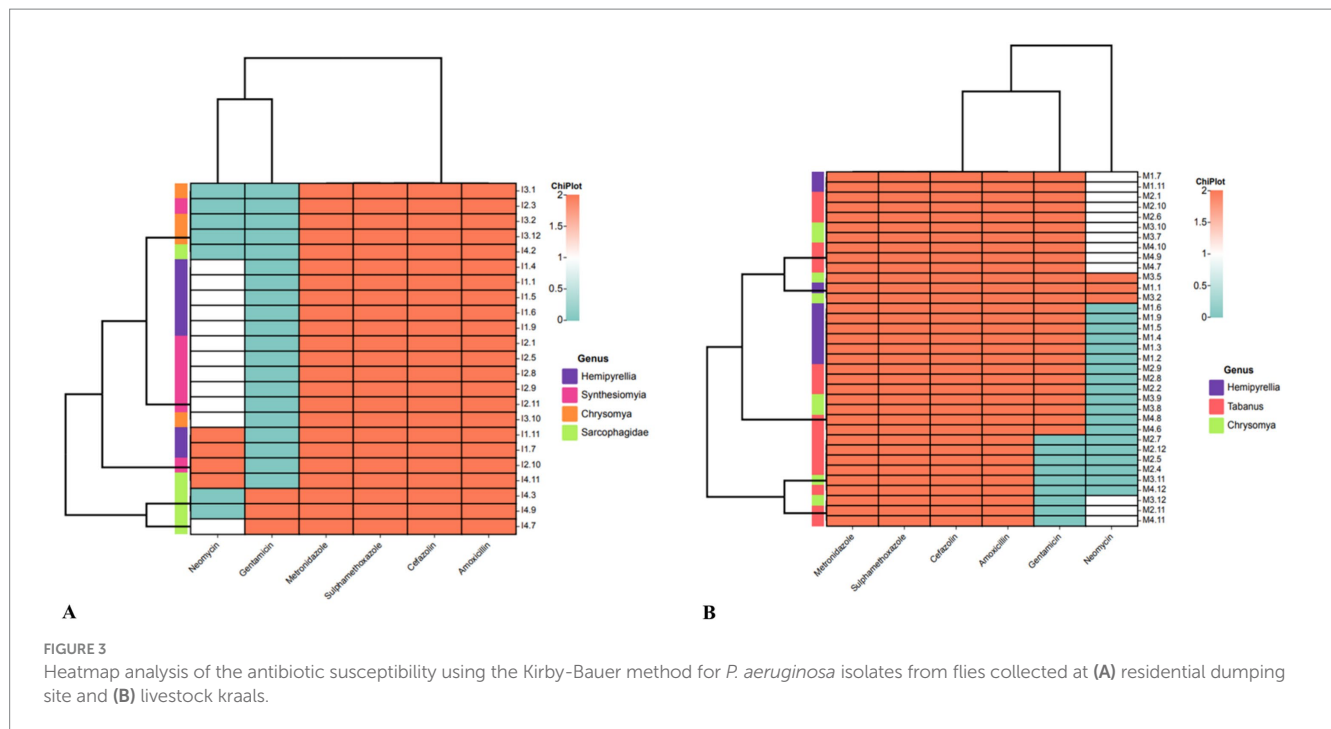 ChiPlot
2
1.5
1
0.5
0
Genus
Hemipyrellia
Synthesiomyia
Chrysomya
Sarcophagidae
I3.1
I2.3
I3.2
I3.12
I4.2
I1.4
I1.1
I1.5
I1.6
I1.9
I2.1
I2.5
I2.8
I2.9
I2.11
I3.10
I1.11
I1.7
I2.10
I4.11
I4.3
I4.9
I4.7
Neomycin
Gentamicin
Metronidazole
Sulphamethoxazole
Cefazolin
Amoxicillin
A
ChiPlot
2
1.5
1
0.5
0
Genus
Hemipyrellia
Tabanus
Chrysomya
M1.7
M1.11
M2.1
M2.10
M2.6
M3.10
M3.7
M4.10
M4.9
M4.7
M3.5
M1.1
M3.2
M1.6
M1.9
M1.5
M1.4
M1.3
M1.2
M2.9
M2.8
M2.2
M3.9
M3.8
M4.8
M4.6
M2.7
M2.12
M2.5
M2.4
M3.11
M4.12
M3.12
M2.11
M4.11
Metronidazole
Sulphamethoxazole
Cefazolin
Amoxicillin
Gentamicin
Neomycin
B
FIGURE 3
Heatmap analysis of the antibiotic susceptibility using the Kirby-Bauer method for P. aeruginosa isolates from flies collected at (A) residential dumping
site and (B) livestock kraals.